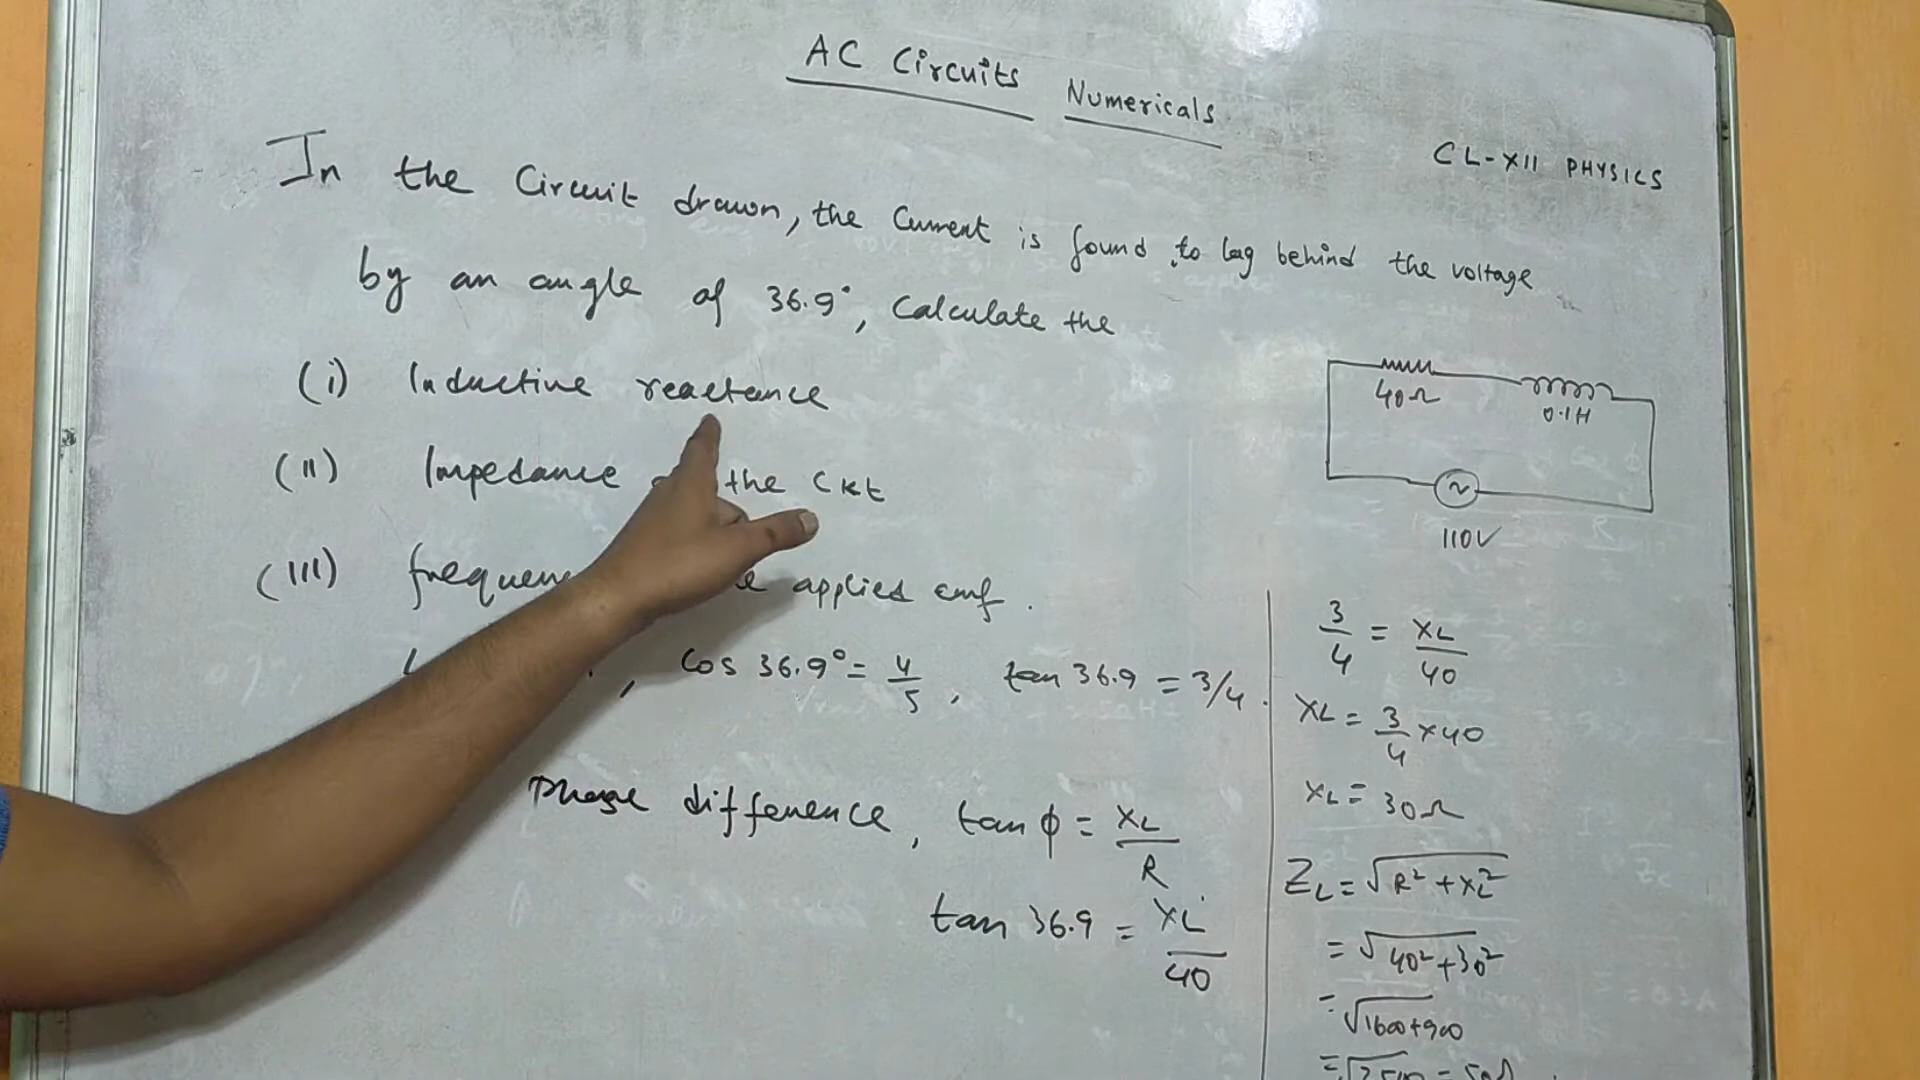 AC Circuits Numericals
CL-XII PHYSICS
In the Circuit drawn, the Current is found to lag behind the voltage
by an angle of 36.9°, Calculate the
(i) Inductive reactance
(II) Impedance the CKt
(III) applied emf.
, Cos 36.9° = 4/5, tan 36.9 = 3/4.
Phase difference, tan ϕ = XL/R
tan 36.9 = XL/40
40Ω
0.1H
~
110V
3/4 = XL/40
XL = 3/4 × 40
XL = 30Ω
ZL = √R² + XL²
= √40² + 30²
= √1600+900